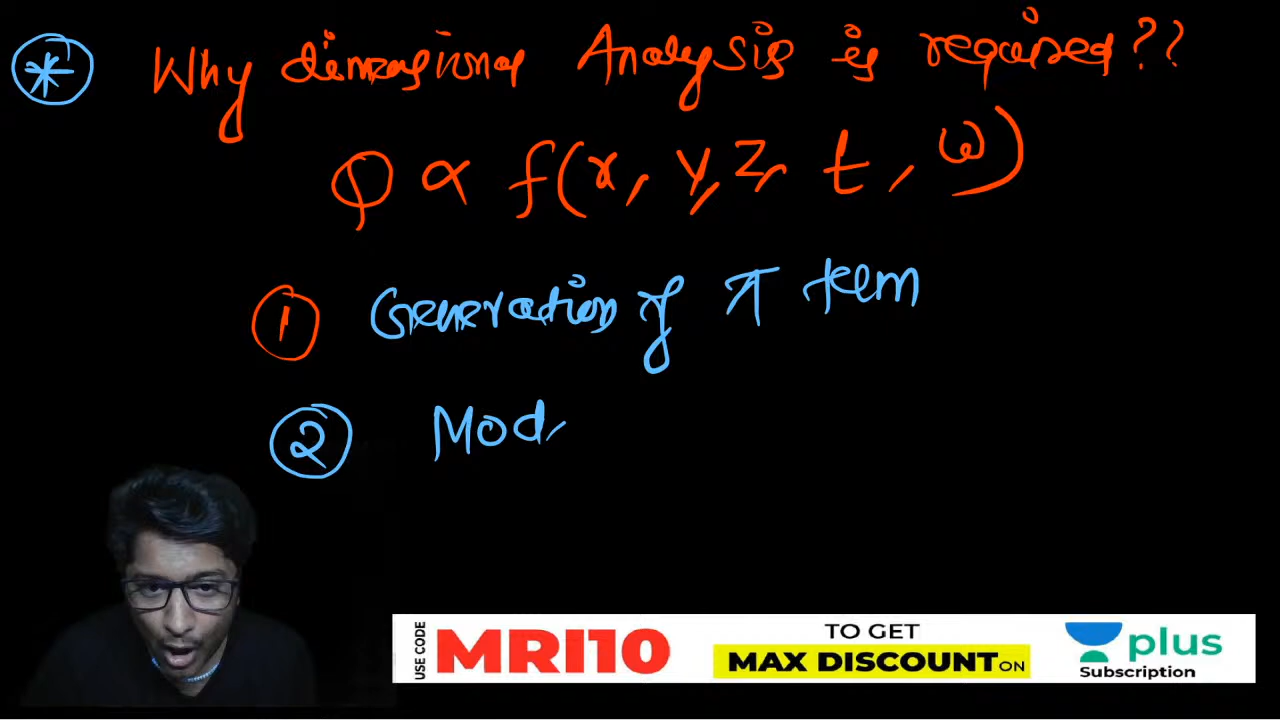 * Why dimensional Analysis is required??
φ ∝ f(x, y, z, t, ω)
① Generation of π term
② Mod
USE CODE MRI10 TO GET MAX DISCOUNT ON plus Subscription